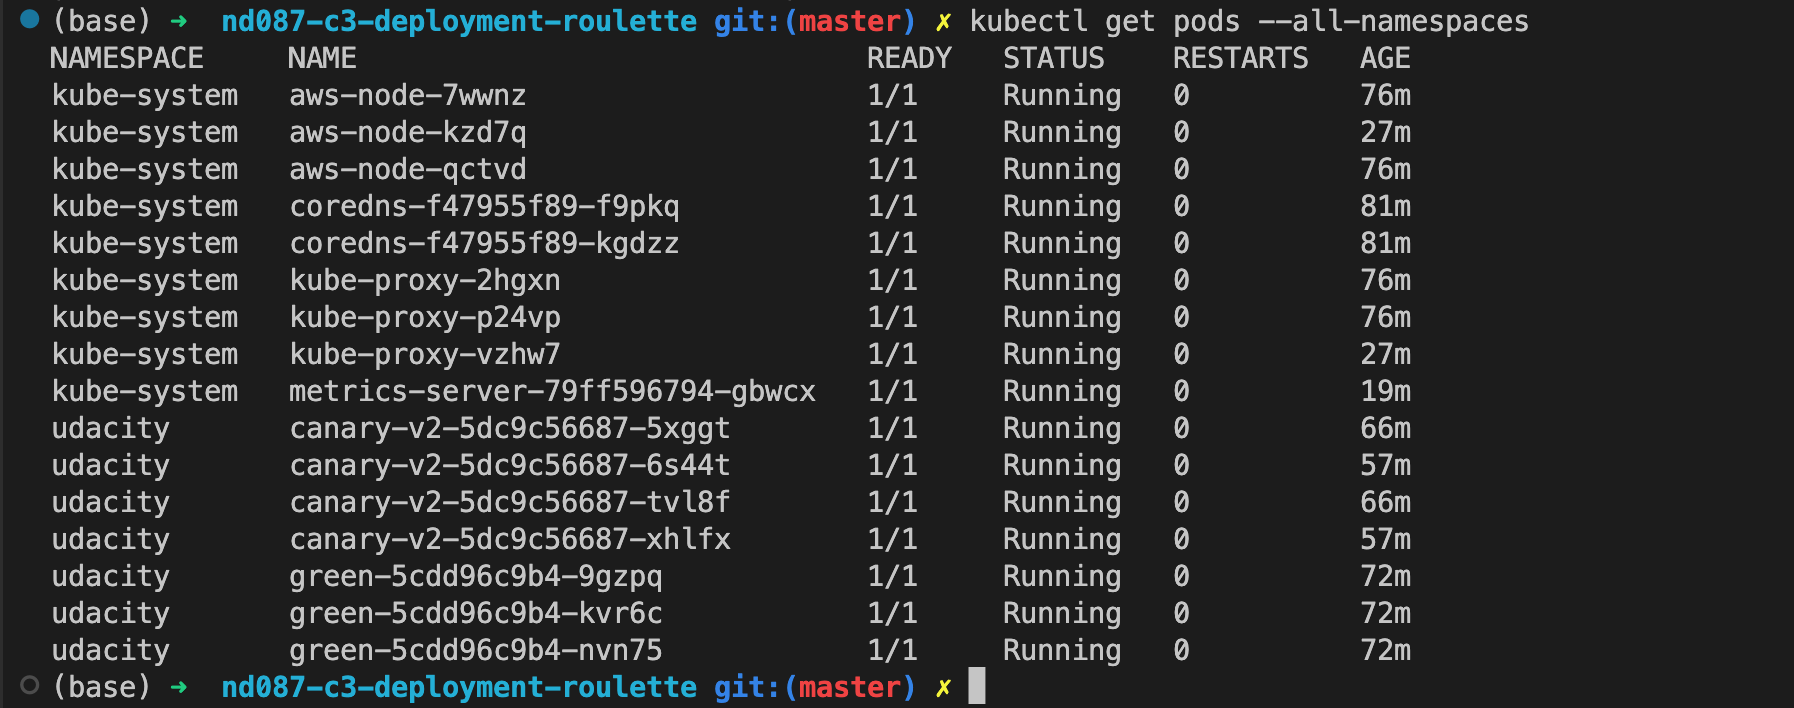 (base) ➜ nd087-c3-deployment-roulette git:(master) ✗ kubectl get pods --all-namespaces
NAMESPACE NAME READY STATUS RESTARTS AGE
kube-system aws-node-7wwnz 1/1 Running 0 76m
kube-system aws-node-kzd7q 1/1 Running 0 27m
kube-system aws-node-qctvd 1/1 Running 0 76m
kube-system coredns-f47955f89-f9pkq 1/1 Running 0 81m
kube-system coredns-f47955f89-kgdzz 1/1 Running 0 81m
kube-system kube-proxy-2hgxn 1/1 Running 0 76m
kube-system kube-proxy-p24vp 1/1 Running 0 76m
kube-system kube-proxy-vzhw7 1/1 Running 0 27m
kube-system metrics-server-79ff596794-gbwcx 1/1 Running 0 19m
udacity canary-v2-5dc9c56687-5xggt 1/1 Running 0 66m
udacity canary-v2-5dc9c56687-6s44t 1/1 Running 0 57m
udacity canary-v2-5dc9c56687-tvl8f 1/1 Running 0 66m
udacity canary-v2-5dc9c56687-xhlfx 1/1 Running 0 57m
udacity green-5cdd96c9b4-9gzpq 1/1 Running 0 72m
udacity green-5cdd96c9b4-kvr6c 1/1 Running 0 72m
udacity green-5cdd96c9b4-nvn75 1/1 Running 0 72m
(base) ➜ nd087-c3-deployment-roulette git:(master) ✗